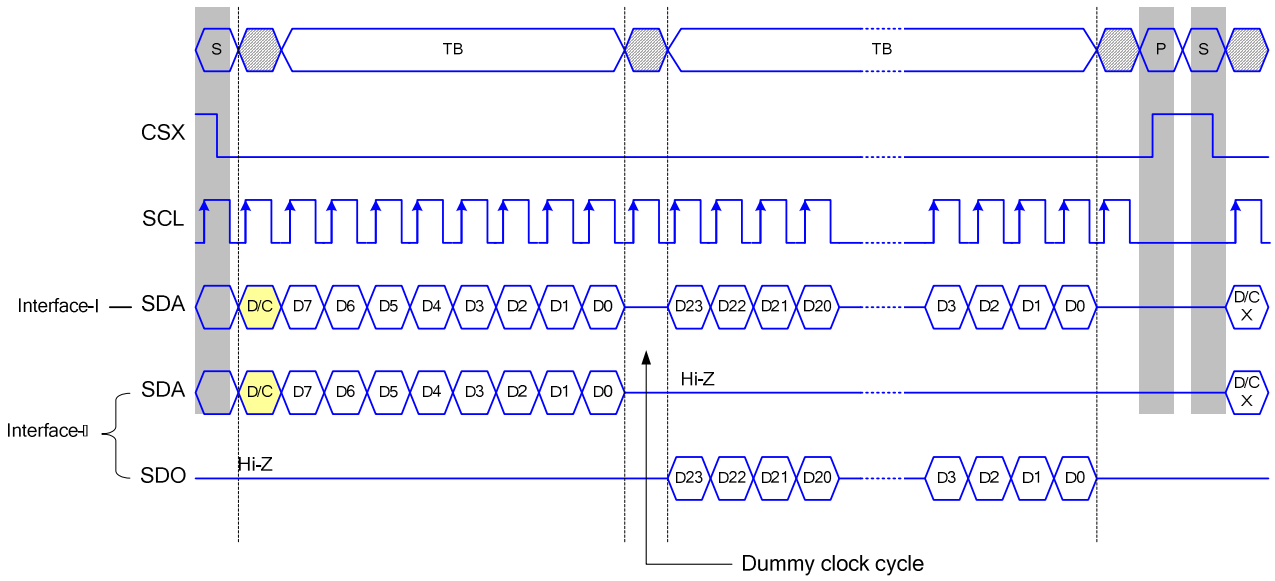 S TB TB P S
CSX
SCL
Interface-I SDA D/C D7 D6 D5 D4 D3 D2 D1 D0 D23 D22 D21 D20 D3 D2 D1 D0 D/C X
SDA D/C D7 D6 D5 D4 D3 D2 D1 D0 Hi-Z D/C X
Interface-▯
SDO Hi-Z D23 D22 D21 D20 D3 D2 D1 D0
Dummy clock cycle